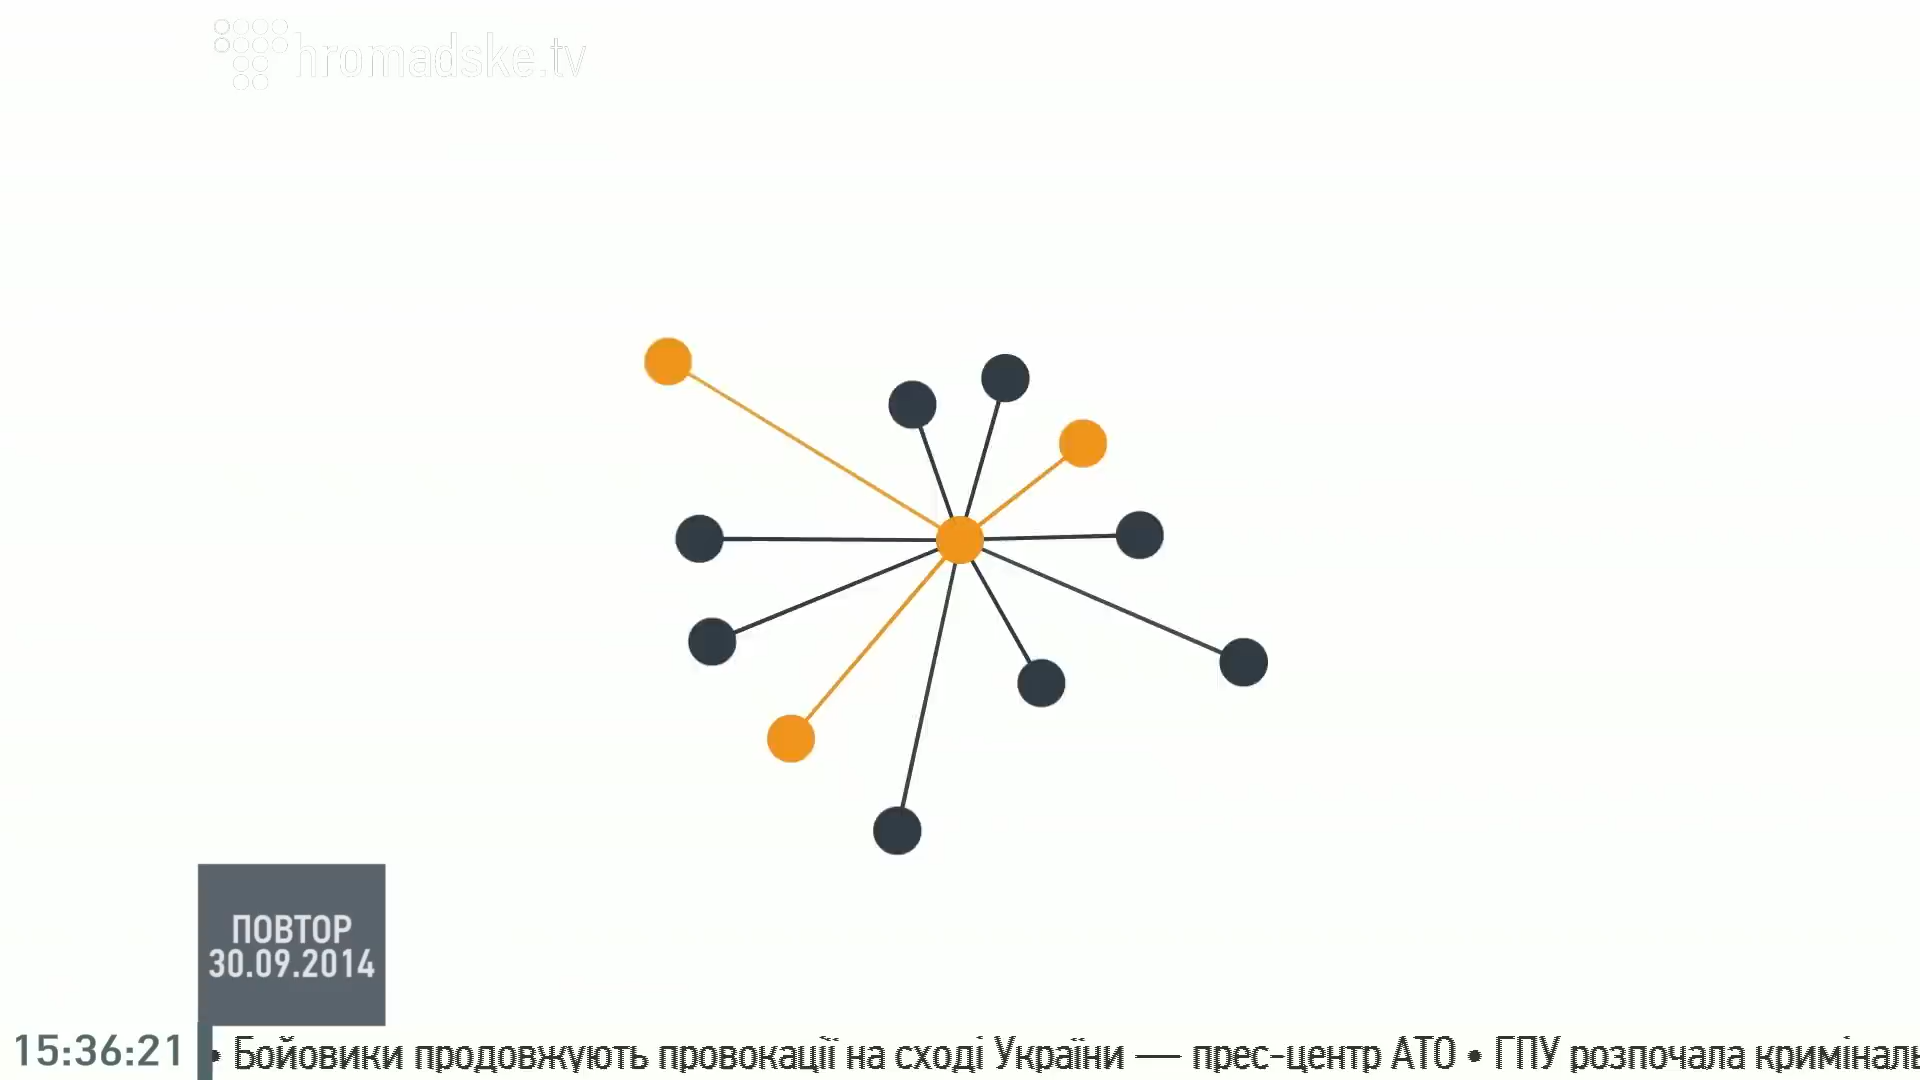 hromadske.tv
ПОВТОР
30.09.2014
15:36:21 • Бойовики продовжують провокації на сході України — прес-центр АТО • ГПУ розпочала